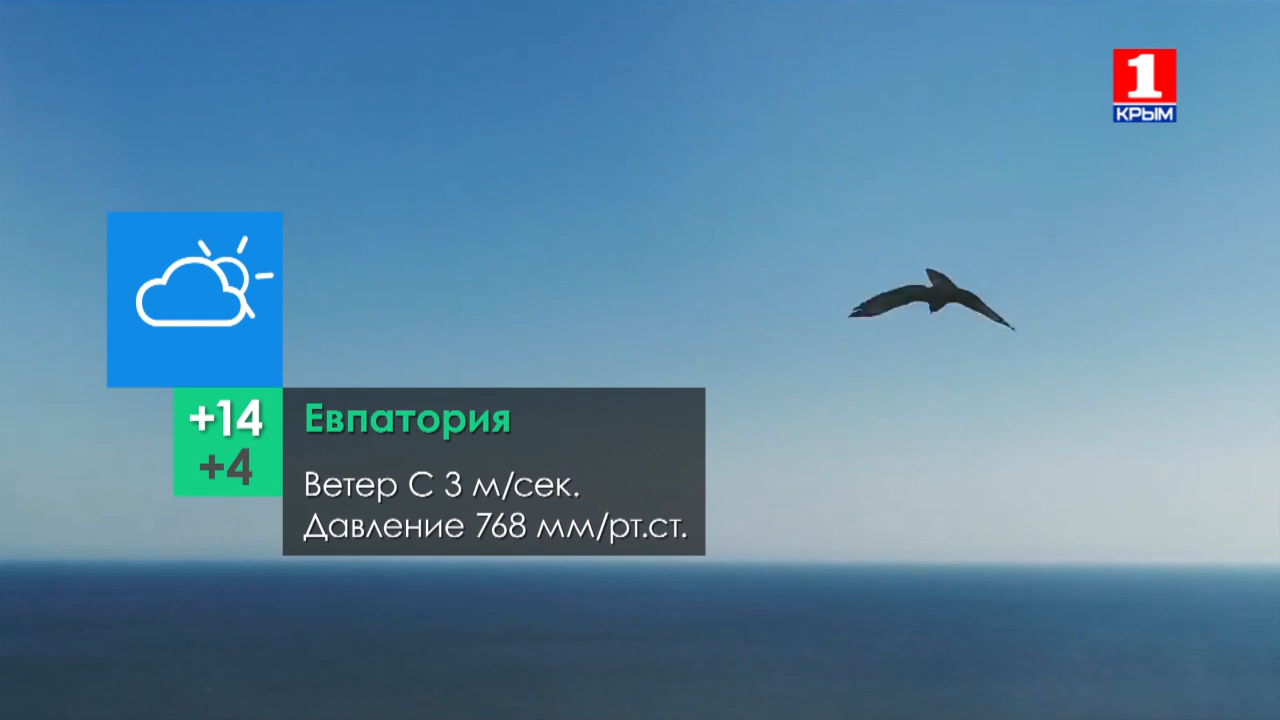 1
КРЫМ
+14
Евпатория
+4
Ветер С 3 м/сек.
Давление 768 мм/рт.ст.